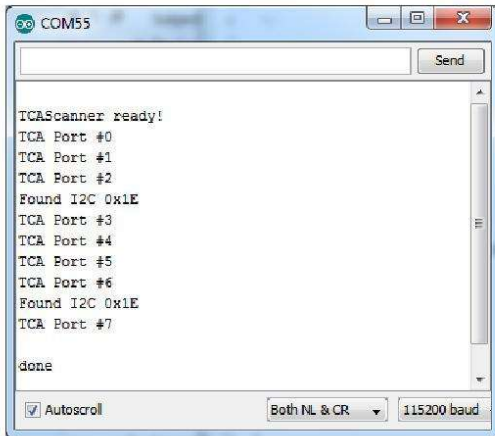 COM55
Send
TCAScanner ready!
TCA Port #0
TCA Port #1
TCA Port #2
Found I2C 0x1E
TCA Port #3
TCA Port #4
TCA Port #5
TCA Port #6
Found I2C 0x1E
TCA Port #7
done
Autoscroll Both NL & CR 115200 baud